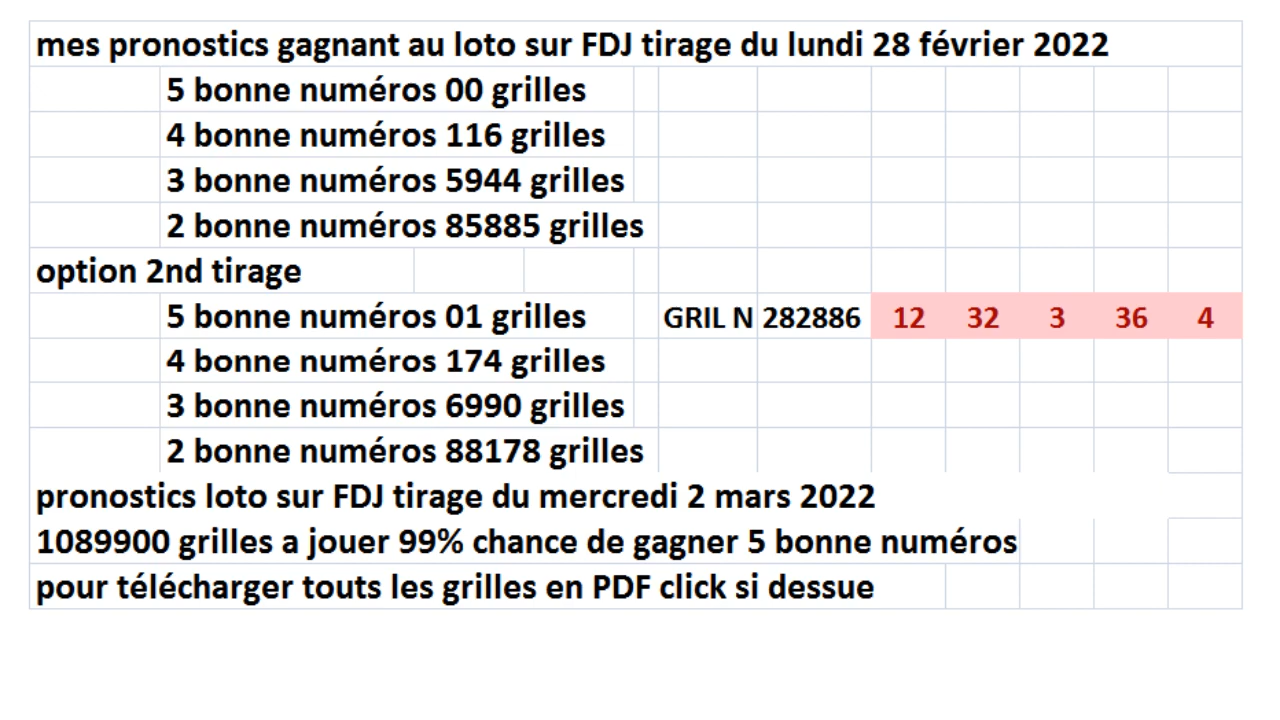 mes pronostics gagnant au loto sur FDJ tirage du lundi 28 février 2022
5 bonne numéros 00 grilles
4 bonne numéros 116 grilles
3 bonne numéros 5944 grilles
2 bonne numéros 85885 grilles
option 2nd tirage
5 bonne numéros 01 grilles GRIL N 282886 12 32 3 36 4
4 bonne numéros 174 grilles
3 bonne numéros 6990 grilles
2 bonne numéros 88178 grilles
pronostics loto sur FDJ tirage du mercredi 2 mars 2022
1089900 grilles a jouer 99% chance de gagner 5 bonne numéros
pour télécharger touts les grilles en PDF click si dessue